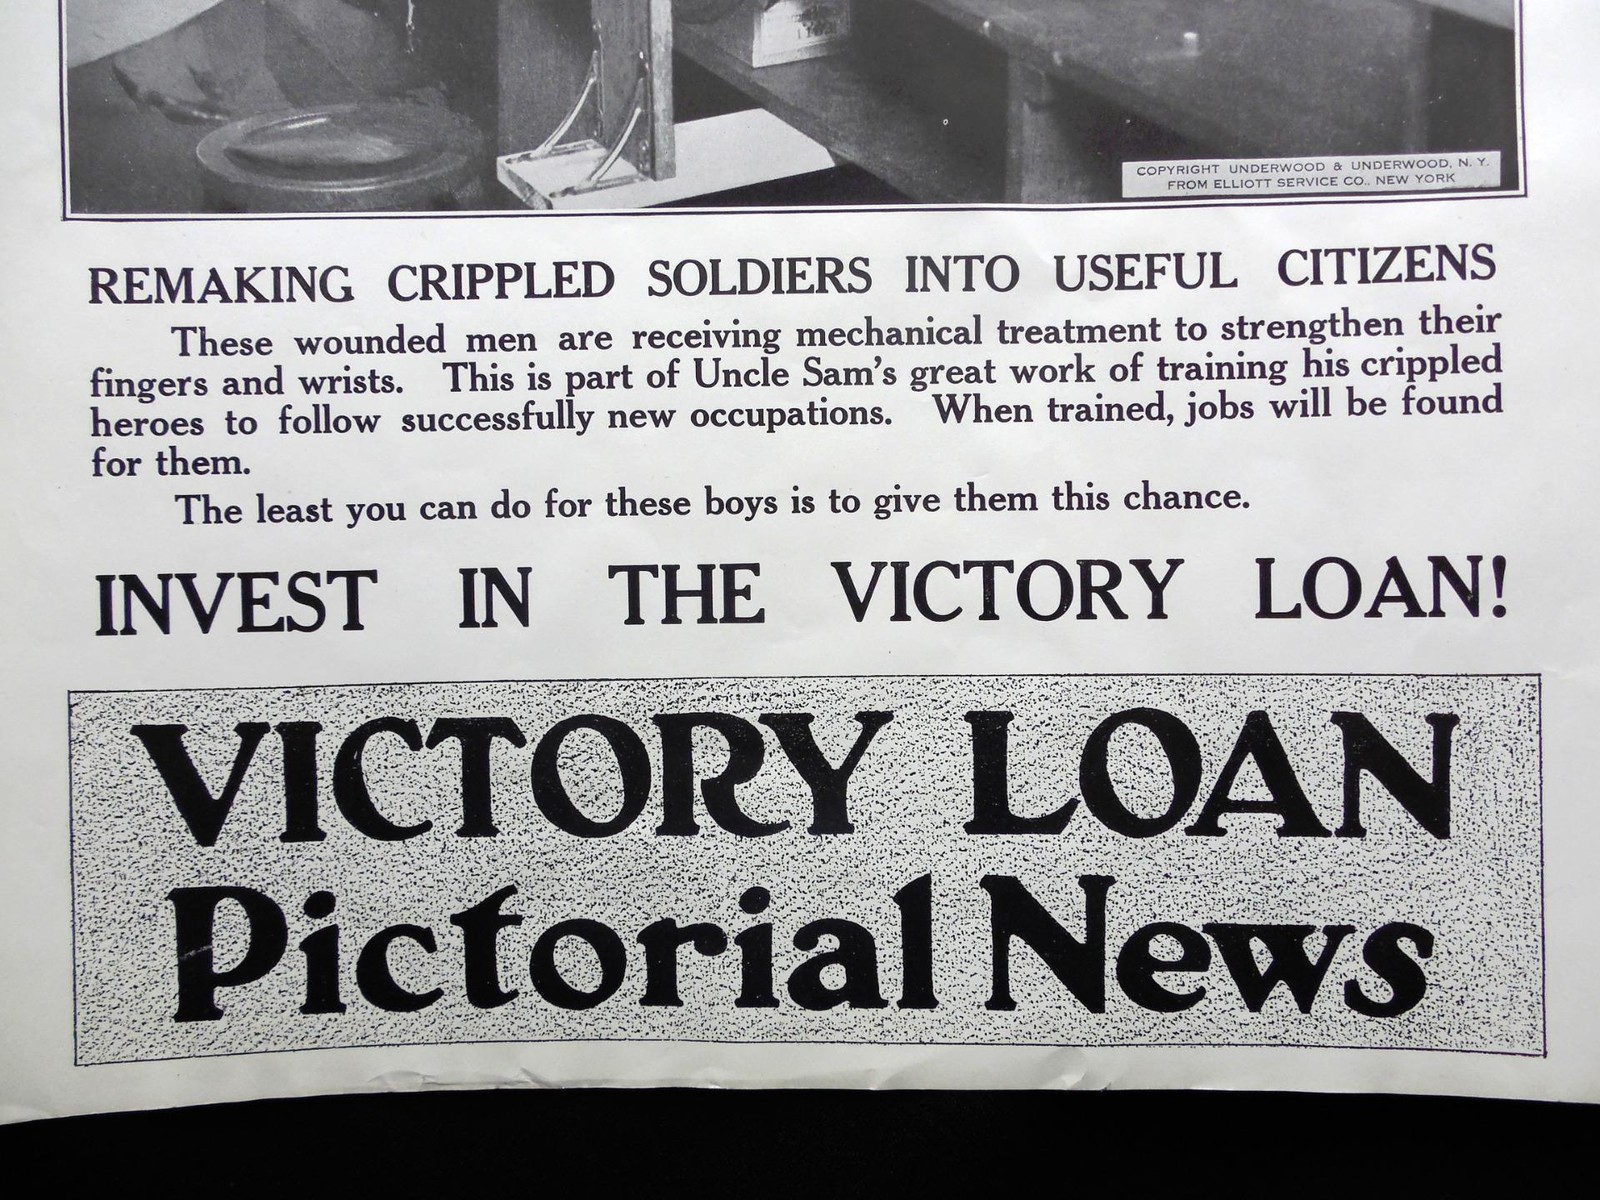 COPYRIGHT UNDERWOOD & UNDERWOOD, N. Y.
FROM ELLIOTT SERVICE CO., NEW YORK
REMAKING CRIPPLED SOLDIERS INTO USEFUL CITIZENS
These wounded men are receiving mechanical treatment to strengthen their
fingers and wrists. This is part of Uncle Sam's great work of training his crippled
heroes to follow successfully new occupations. When trained, jobs will be found
for them.
The least you can do for these boys is to give them this chance.
INVEST IN THE VICTORY LOAN!
VICTORY LOAN
Pictorial News